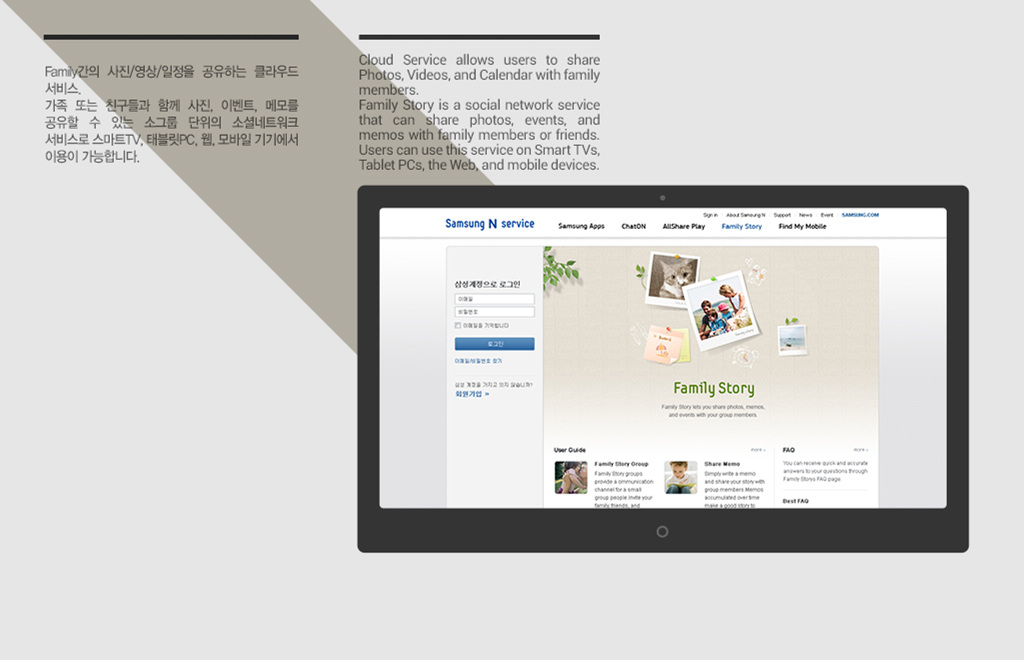 Family간의 사진/영상/일정을 공유하는 클라우드
서비스.
가족 또는 친구들과 함께 사진, 이벤트, 메모를
공유할 수 있는 소그룹 단위의 소셜네트워크
서비스로 스마트TV, 태블릿PC, 웹, 모바일 기기에서
이용이 가능합니다.
Cloud Service allows users to share
Photos, Videos, and Calendar with family
members.
Family Story is a social network service
that can share photos, events, and
memos with family members or friends.
Users can use this service on Smart TVs,
Tablet PCs, the Web, and mobile devices.
Sign in About Samsung N Support News Event SAMSUNG.COM
Samsung N service Samsung Apps ChatON AllShare Play Family Story Find My Mobile
삼성계정으로 로그인
이메일
비밀번호
이메일을 기억합니다
로그인
이메일/비밀번호 찾기
삼성 계정을 가지고 있지 않습니까?
회원가입 »
Family Story
Family Story lets you share photos, memos,
and events with your group members.
User Guide more
Family Story Group
Family Story groups
provide a ommunication
channel for a small
group people.Invite your
family, friends, and
Share Memo
Simply write a memo
and share your story with
group members.Memos
accumulated over time
make a good story to
FAQ more
You can receive quick and accurate
answers to your questions through
Family Storys FAQ page.
Best FAQ